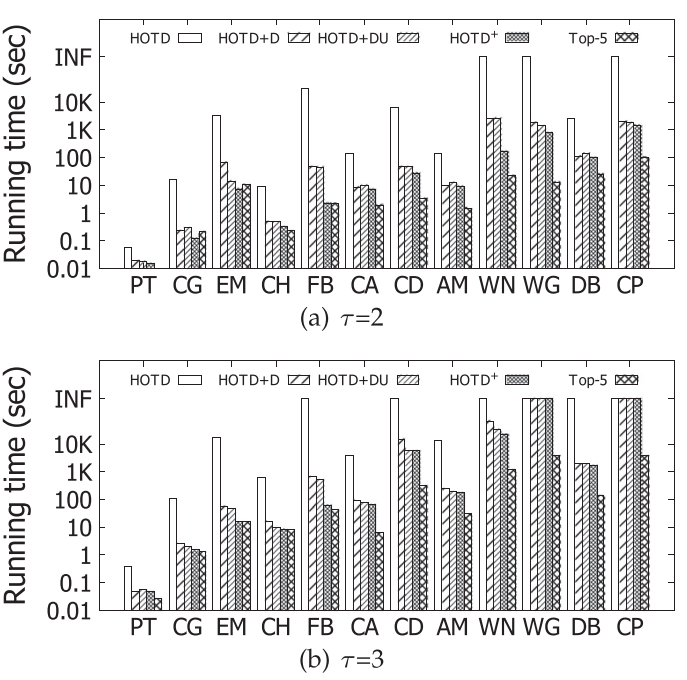 HOTD HOTD+D HOTD+DU HOTD+ Top-5
Running time (sec)
INF
10K
1K
100
10
1
0.1
0.01
PT CG EM CH FB CA CD AM WN WG DB CP
(a) τ=2
HOTD HOTD+D HOTD+DU HOTD+ Top-5
Running time (sec)
INF
10K
1K
100
10
1
0.1
0.01
PT CG EM CH FB CA CD AM WN WG DB CP
(b) τ=3